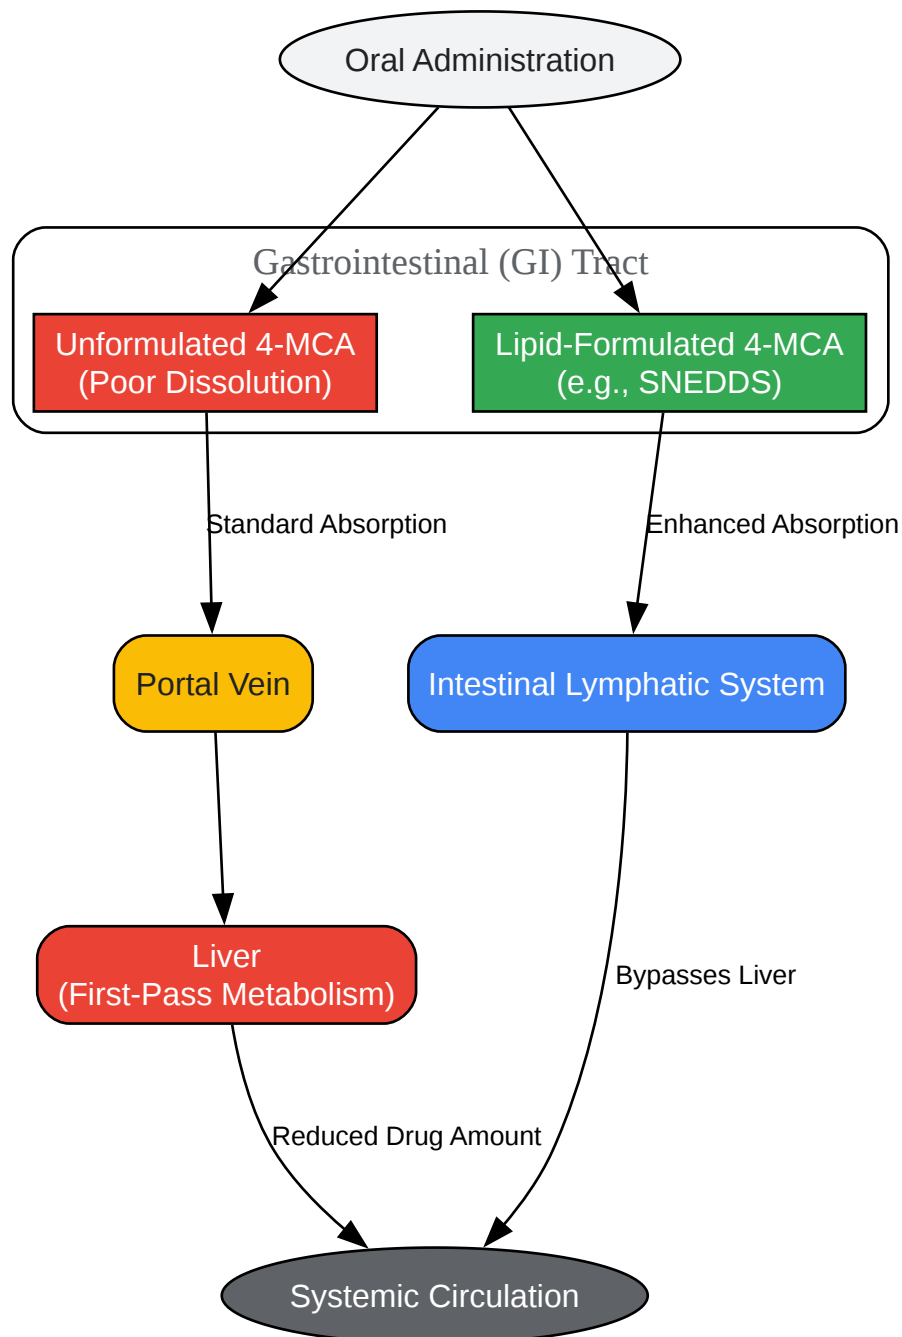 Oral Administration
Gastrointestinal (GI) Tract
Unformulated 4-MCA
(Poor Dissolution)
Lipid-Formulated 4-MCA
(e.g., SNEDDS)
Standard Absorption
Enhanced Absorption
Portal Vein
Intestinal Lymphatic System
Liver
(First-Pass Metabolism)
Bypasses Liver
Reduced Drug Amount
Systemic Circulation